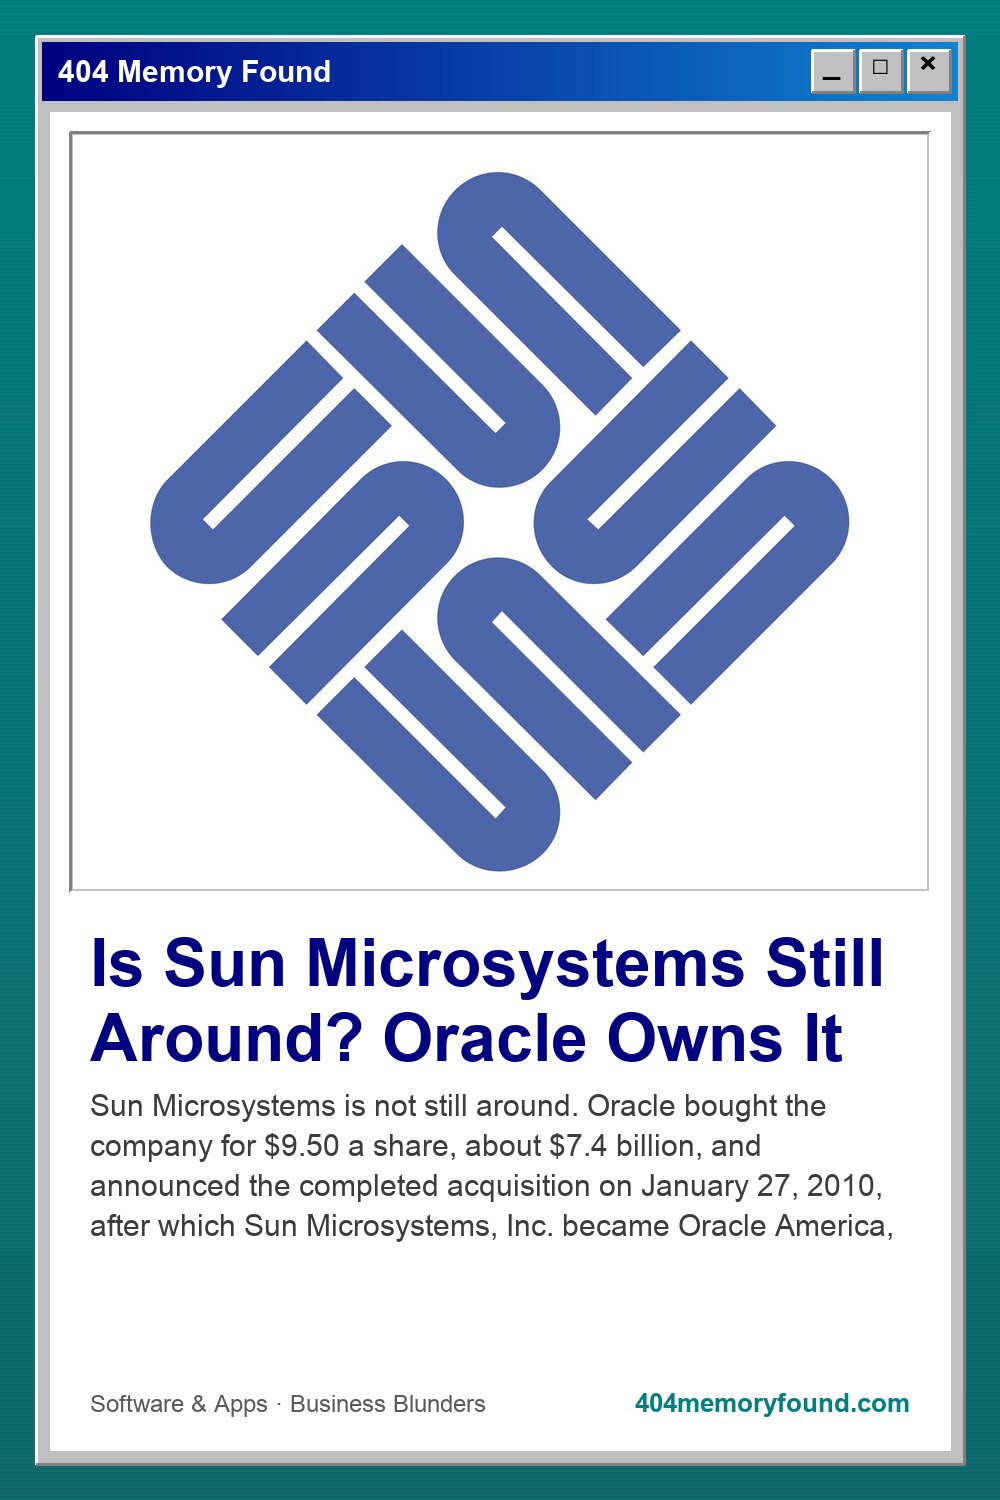 404 Memory Found
Is Sun Microsystems Still
Around? Oracle Owns It
Sun Microsystems is not still around. Oracle bought the
company for $9.50 a share, about $7.4 billion, and
announced the completed acquisition on January 27, 2010,
after which Sun Microsystems, Inc. became Oracle America,
Software & Apps · Business Blunders
404memoryfound.com